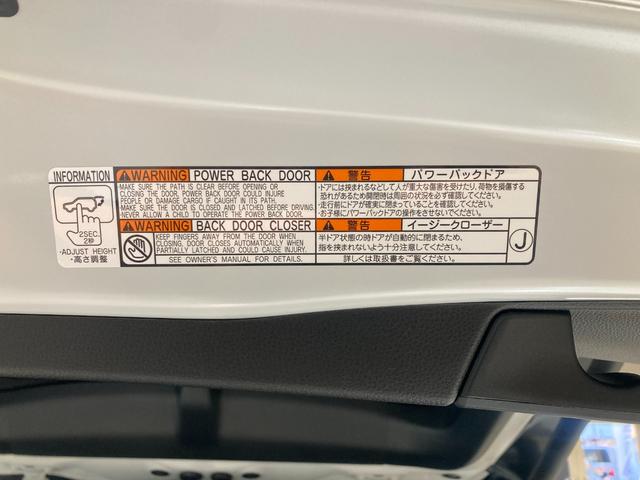 INFORMATION
2SEC.
2秒
・ADJUST HEIGHT
・高さ調整
WARNING POWER BACK DOOR
・MAKE SURE THE PATH IS CLEAR BEFORE OPENING OR
CLOSING THE DOOR. POWER BACK DOOR COULD INJURE
PEOPLE OR DAMAGE CARGO IF CAUGHT IN ITS PATH.
・MAKE SURE THE DOOR IS CLOSED AND LATCHED BEFORE DRIVING.
・NEVER ALLOW A CHILD TO OPERATE THE POWER BACK DOOR.
警告 パワーバックドア
・ドアには挟まれるなどして人が重大な傷害を受けたり、荷物を損傷する
恐れがあるため開閉時は周囲の状況を必ず確認してください。
・走行前にドアが確実に閉まっていることを確認してください。
・お子様にパワーバックドアの操作をさせないでください。
WARNING BACK DOOR CLOSER
KEEP FINGERS AWAY FROM THE DOOR WHEN
CLOSING. DOOR CLOSES AUTOMATICALLY WHEN
PARTIALLY LATCHED AND COULD CAUSE INJURY.
SEE OWNER'S MANUAL FOR DETAILS.
警告 イージークローザー
半ドア状態の時ドアが自動的に閉まるため、
指を挟まれないよう十分注意してください。
詳しくは取扱書をご覧ください。
J